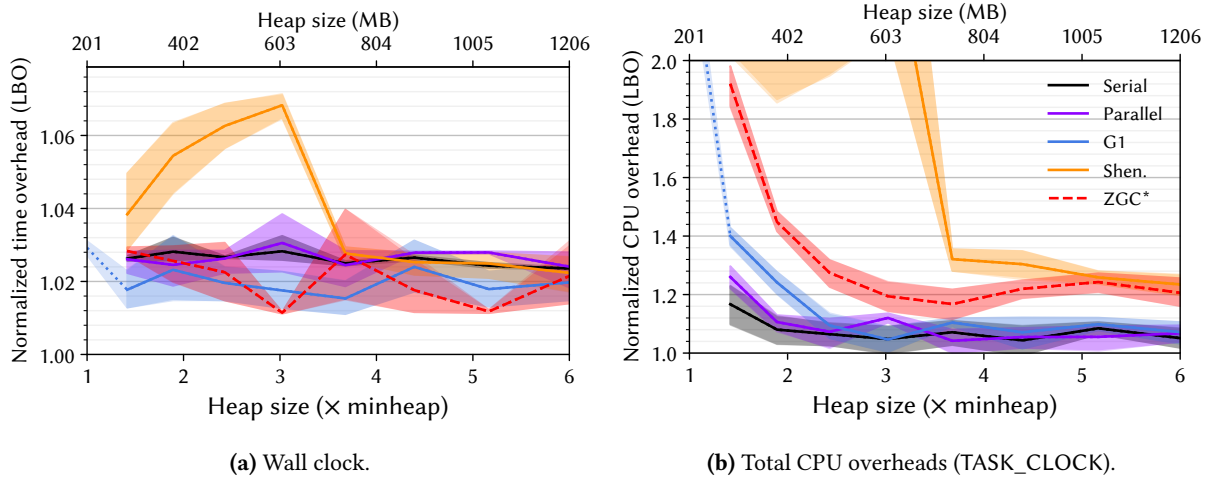 Heap size (MB)
201 402 603 804 1005 1206
Normalized time overhead (LBO)
1.06
1.04
1.02
1.00
1 2 3 4 5 6
Heap size (× minheap)
(a) Wall clock.
Heap size (MB)
201 402 603 804 1005 1206
Normalized CPU overhead (LBO)
2.0
1.8
1.6
1.4
1.2
1.0
Serial
Parallel
G1
Shen.
ZGC*
1 2 3 4 5 6
Heap size (× minheap)
(b) Total CPU overheads (TASK_CLOCK).